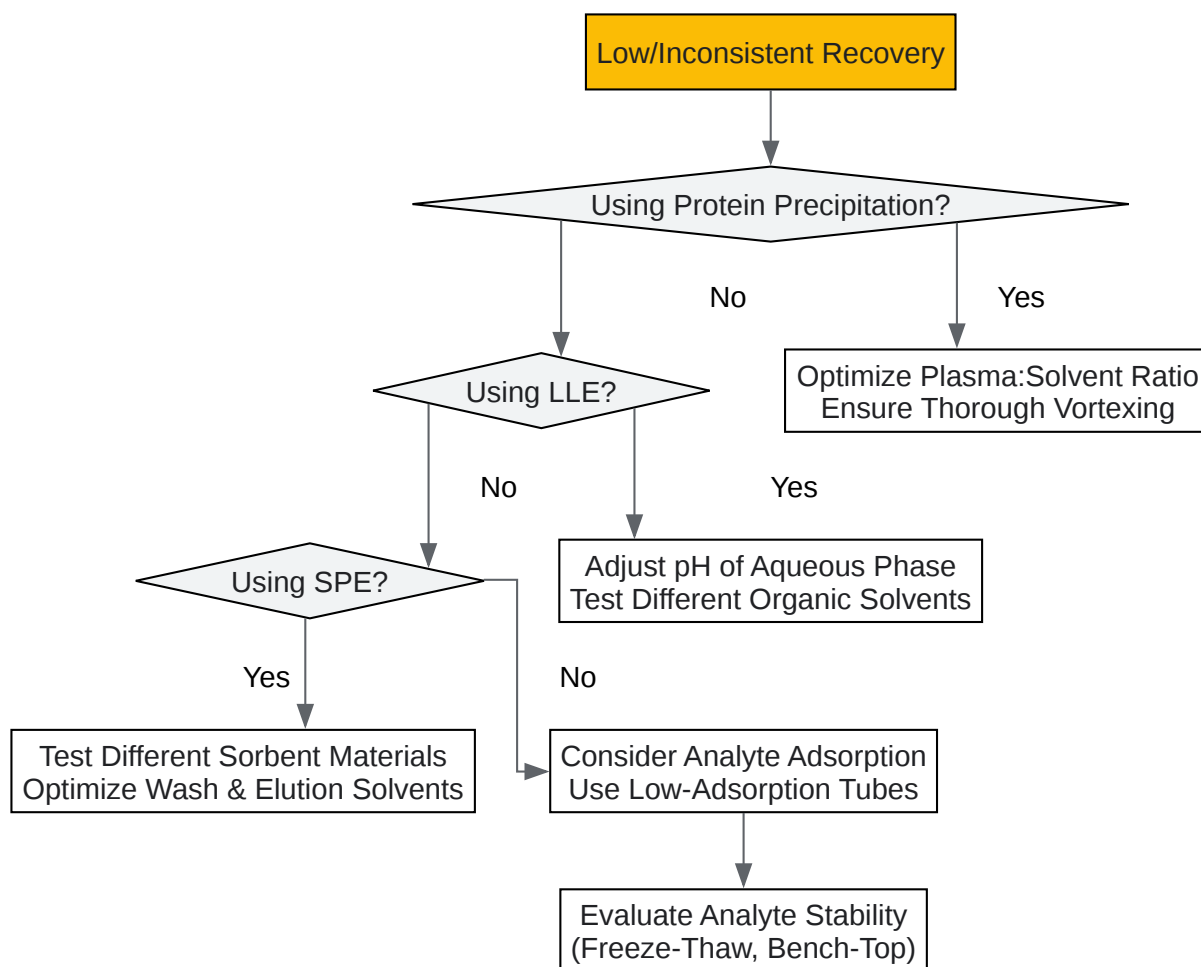 Low/Inconsistent Recovery
Using Protein Precipitation?
No
Yes
Optimize Plasma:Solvent Ratio
Ensure Thorough Vortexing
Using LLE?
No
Yes
Adjust pH of Aqueous Phase
Test Different Organic Solvents
Using SPE?
Yes
No
Test Different Sorbent Materials
Optimize Wash & Elution Solvents
Consider Analyte Adsorption
Use Low-Adsorption Tubes
Evaluate Analyte Stability
(Freeze-Thaw, Bench-Top)